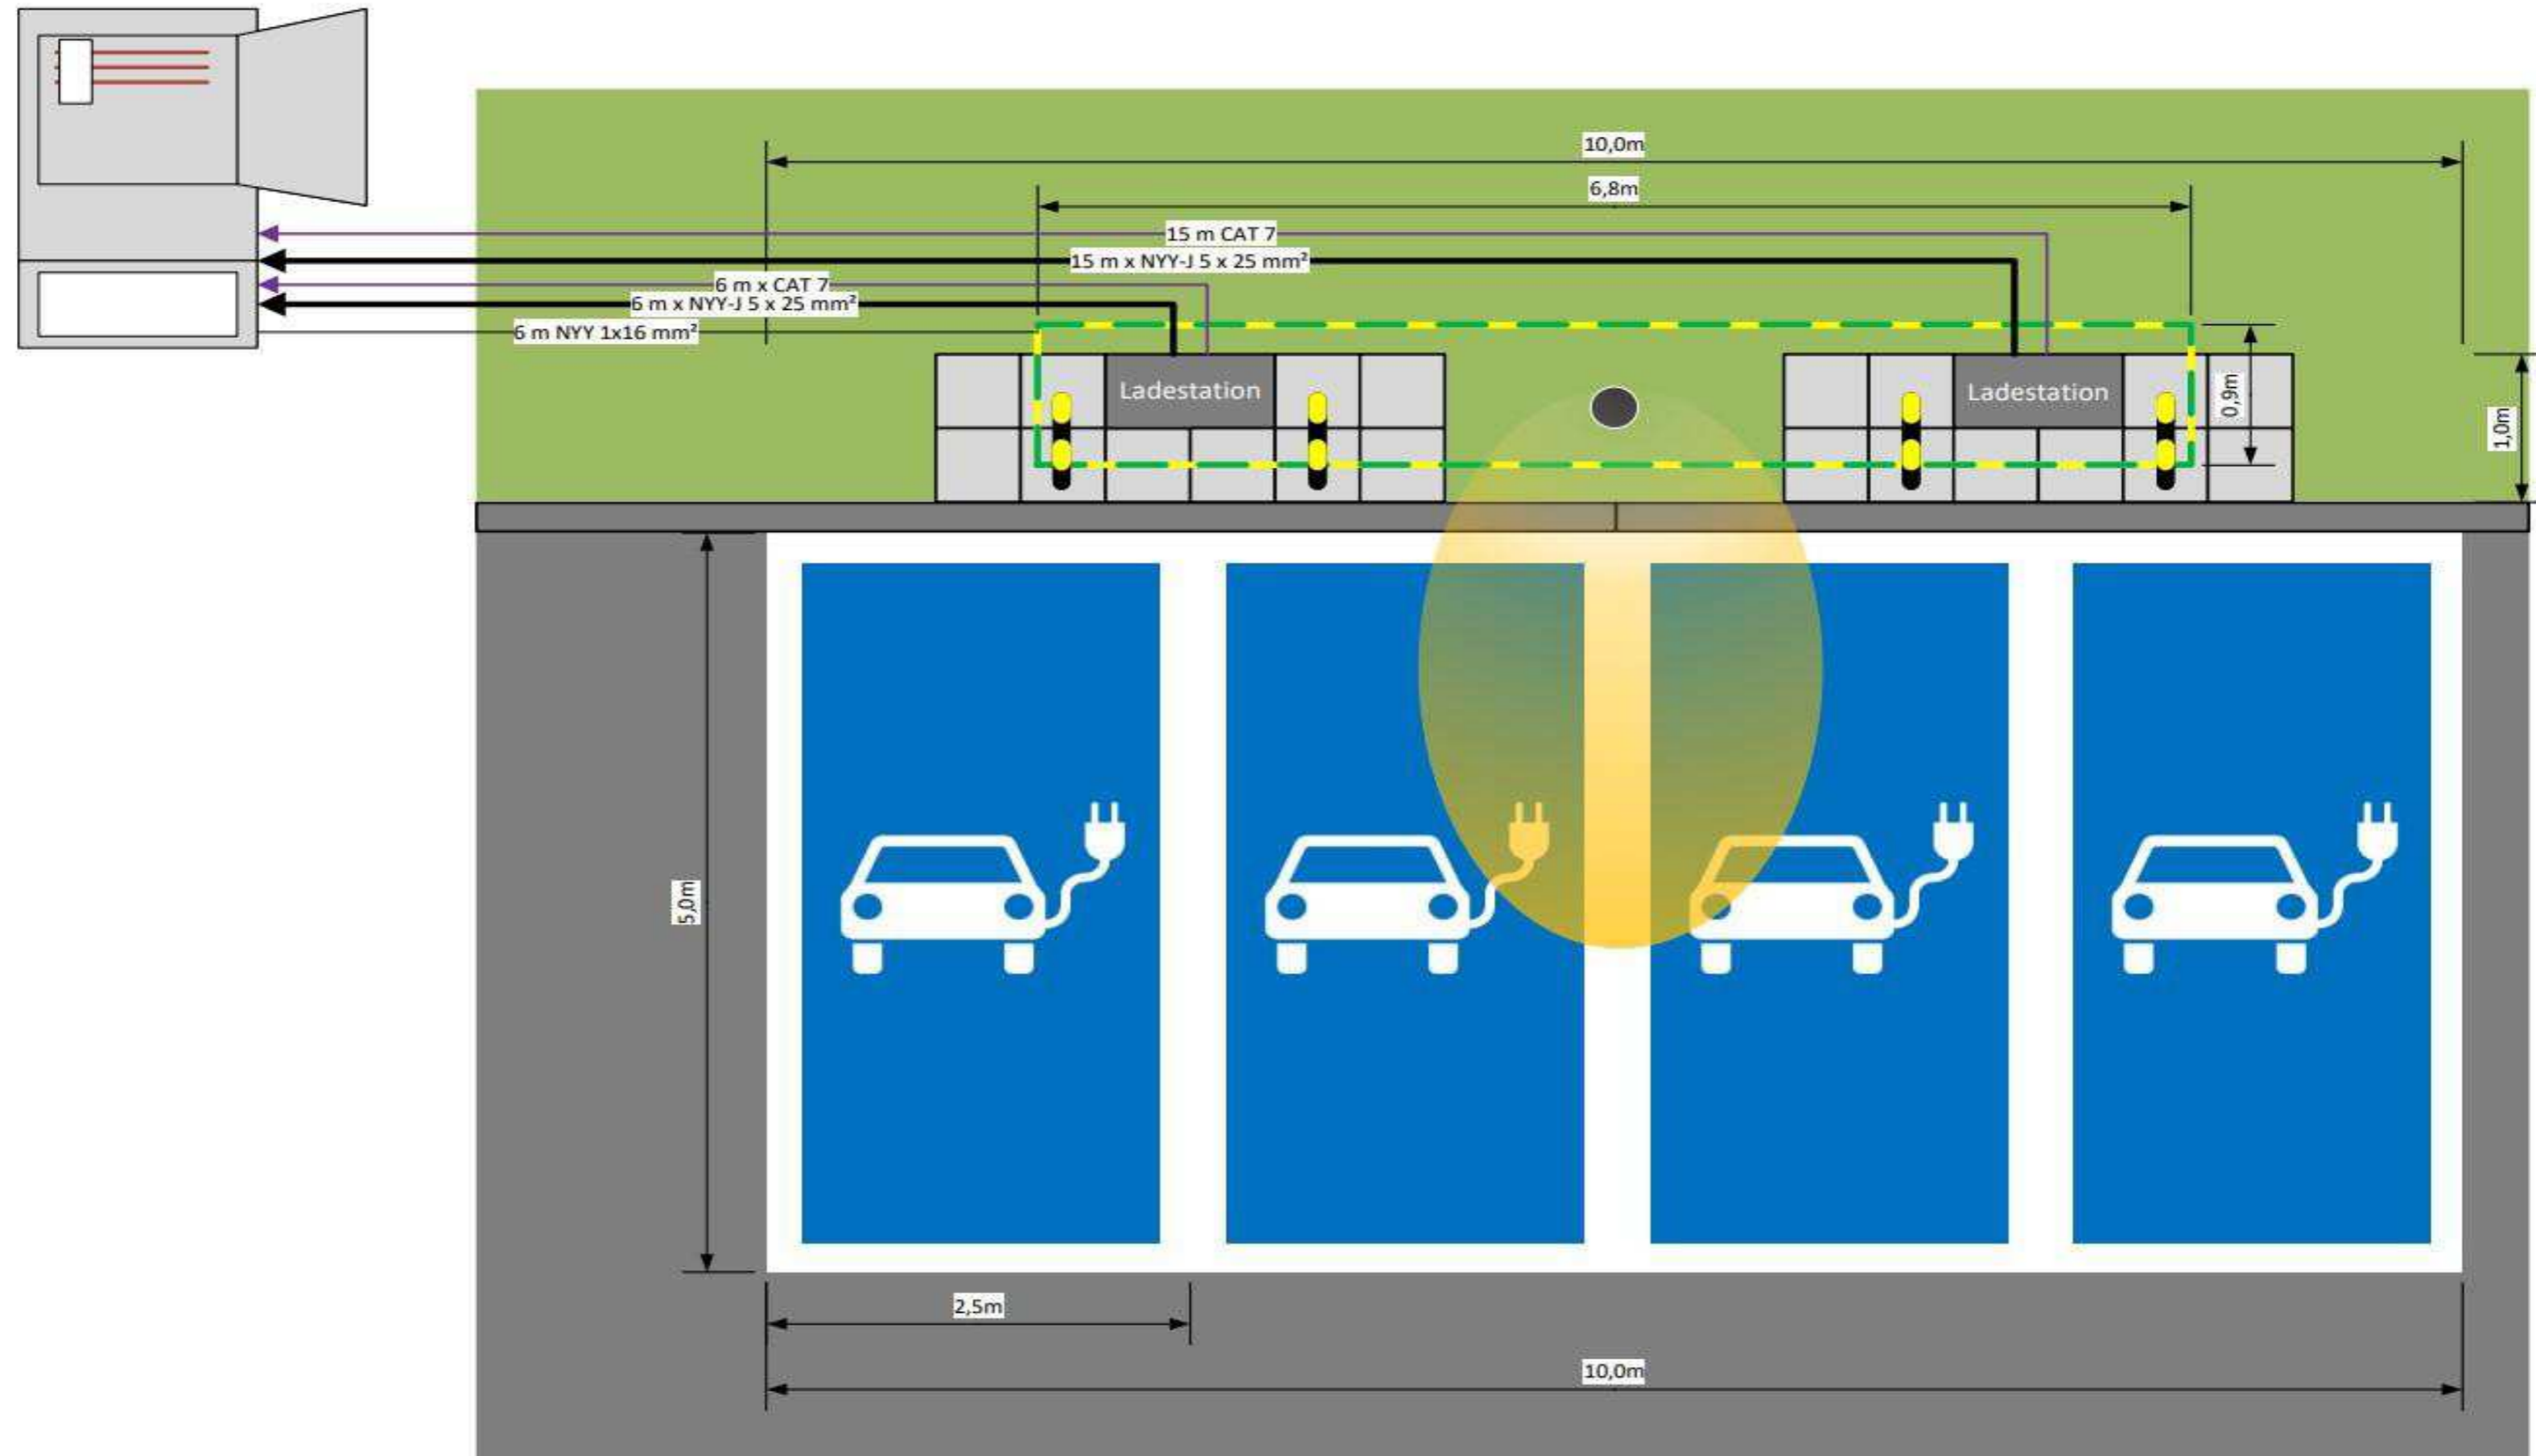 10,0m
6,8m
15 m CAT 7
15 m x NYY-J 5 x 25 mm²
6 m x CAT 7
6 m x NYY-J 5 x 25 mm²
6 m NYY 1x16 mm²
Ladestation
Ladestation
0,9m
1,0m
5,0m
2,5m
10,0m